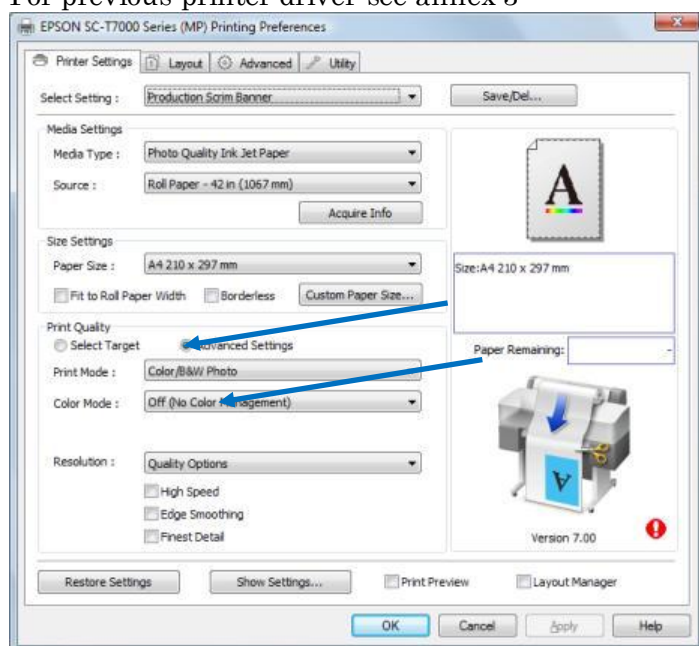 For previous printer driver see annex 3
EPSON SC-T7000 Series (MP) Printing Preferences
Printer Settings Layout Advanced Utility
Select Setting : Production Scrim Banner Save/Del...
Media Settings
Media Type : Photo Quality Ink Jet Paper
Source : Roll Paper - 42 in (1067 mm)
Acquire Info
A
Size Settings
Paper Size : A4 210 x 297 mm
Size:A4 210 x 297 mm
Fit to Roll Paper Width Borderless Custom Paper Size...
Print Quality
Select Target Advanced Settings
Paper Remaining: -
Print Mode : Color/B&W Photo
Color Mode : Off (No Color Management)
Resolution : Quality Options
High Speed
Edge Smoothing
Finest Detail
A
Version 7.00
Restore Settings Show Settings... Print Preview Layout Manager
OK Cancel Apply Help